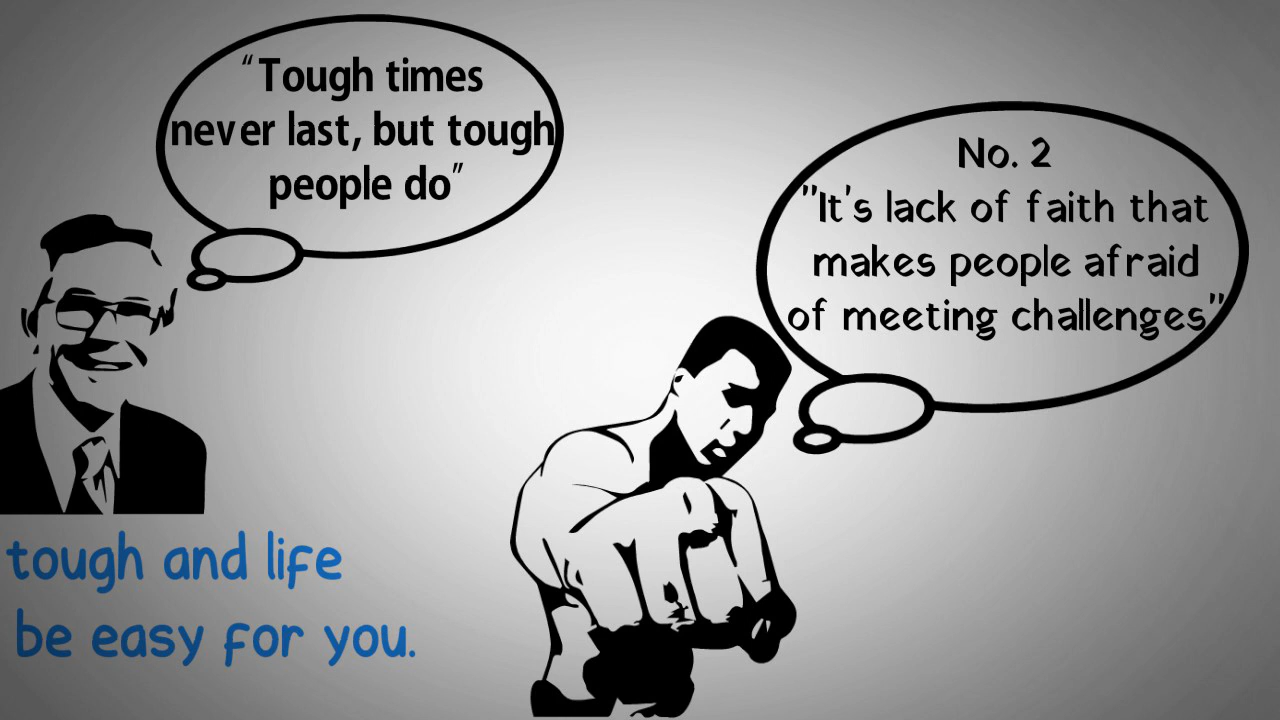 “Tough times
never last, but tough
people do”
No. 2
"It's lack of faith that
makes people afraid
of meeting challenges"
tough and life
be easy for you.